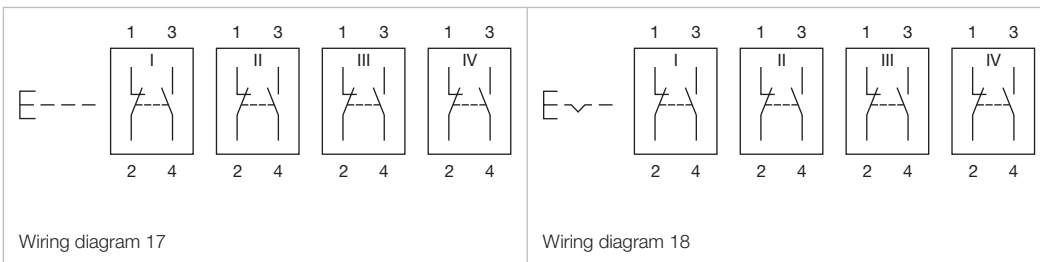 1 3 1 3 1 3 1 3
I II III IV
2 4 2 4 2 4 2 4
Wiring diagram 17
1 3 1 3 1 3 1 3
I II III IV
2 4 2 4 2 4 2 4
Wiring diagram 18